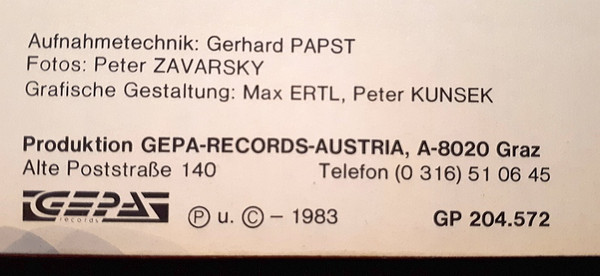 Aufnahmetechnik: Gerhard PAPST
Fotos: Peter ZAVARSKY
Grafische Gestaltung: Max ERTL, Peter KUNSEK
Produktion GEPA-RECORDS-AUSTRIA, A-8020 Graz
Alte Poststraße 140 Telefon (0 316) 51 06 45
GEPA
records
Ⓟ u. © – 1983 GP 204.572